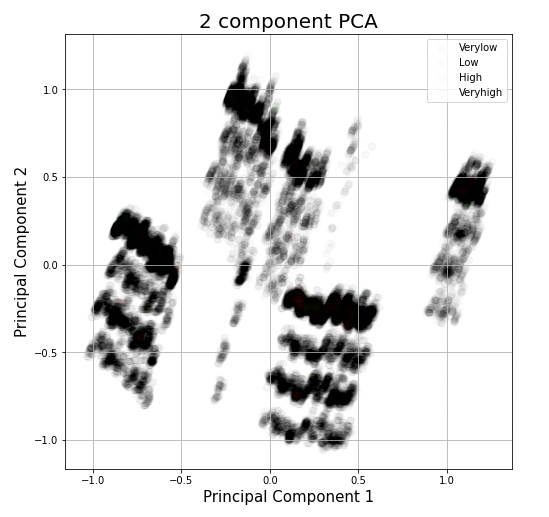 2 component PCA
Verylow
Low
High
Veryhigh
Principal Component 2
1.0
0.5
0.0
−0.5
−1.0
−1.0
−0.5
0.0
0.5
1.0
Principal Component 1